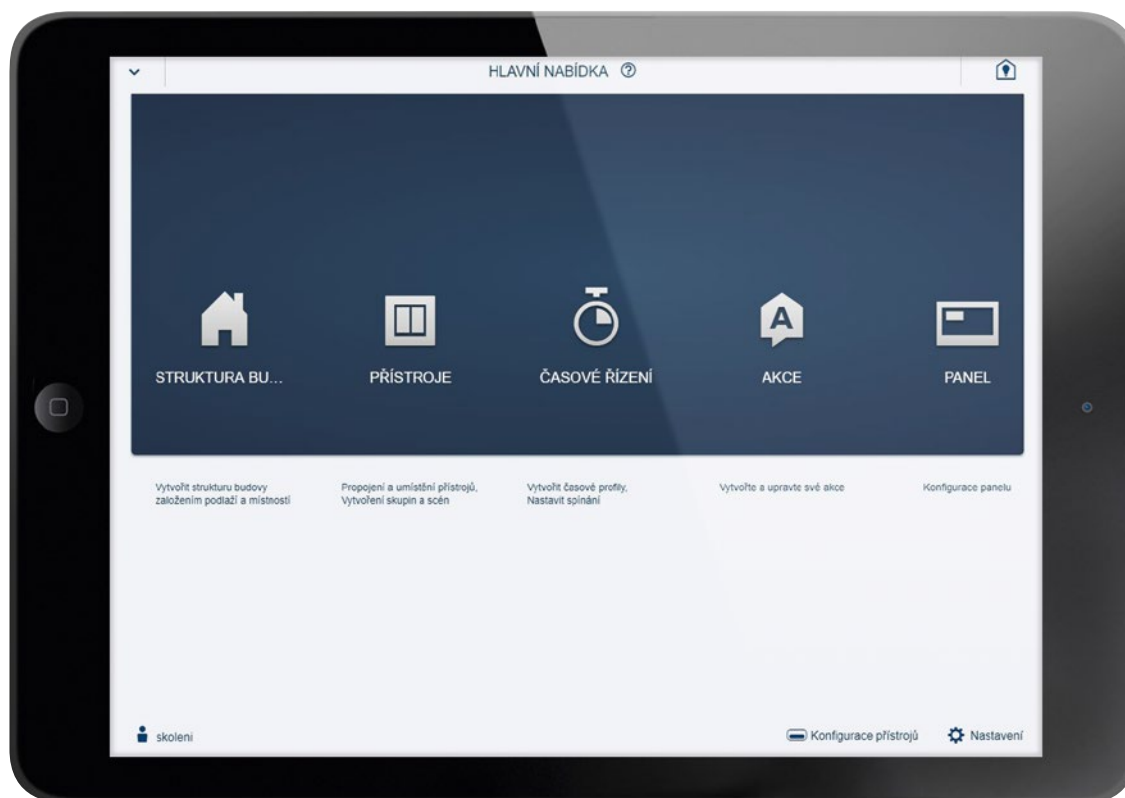 HLAVNÍ NABÍDKA ?
STRUKTURA BU...
PŘÍSTROJE
ČASOVÉ ŘÍZENÍ
A
AKCE
PANEL
Vytvořit strukturu budovy
založením podlaží a místností
Propojení a umístění přístrojů,
Vytvoření skupin a scén
Vytvořit časové profily,
Nastavit spínání
Vytvořte a upravte své akce
Konfigurace panelu
skoleni
Konfigurace přístrojů
Nastavení